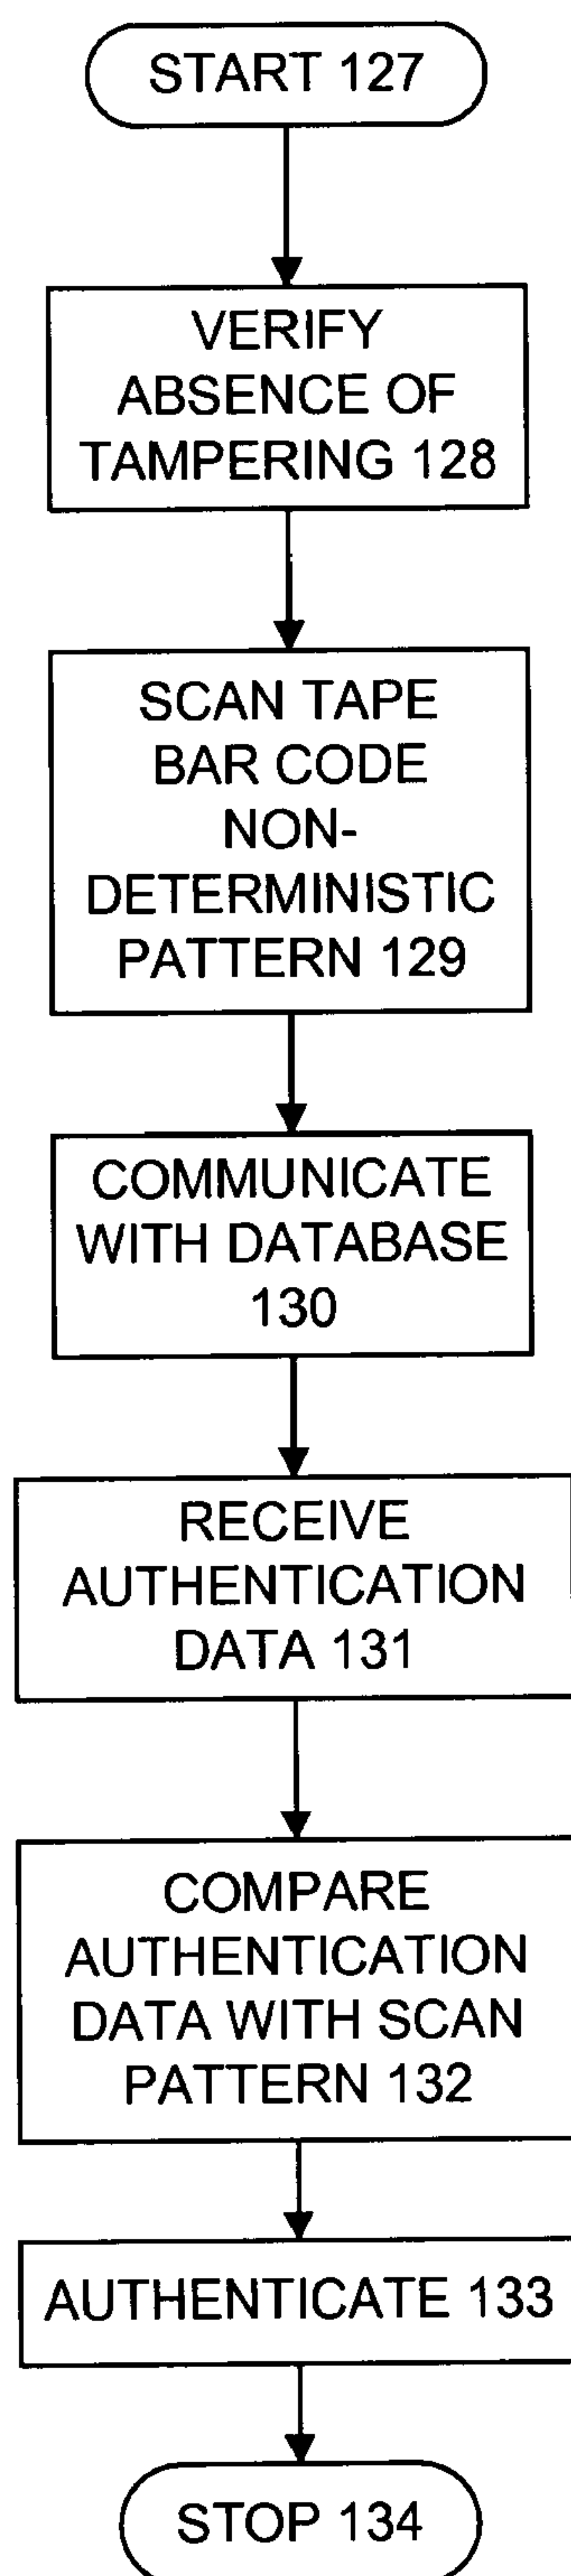 START 127
VERIFY
ABSENCE OF
TAMPERING 128
SCAN TAPE
BAR CODE
NON-
DETERMINISTIC
PATTERN 129
COMMUNICATE
WITH DATABASE
130
RECEIVE
AUTHENTICATION
DATA 131
COMPARE
AUTHENTICATION
DATA WITH SCAN
PATTERN 132
AUTHENTICATE 133
STOP 134